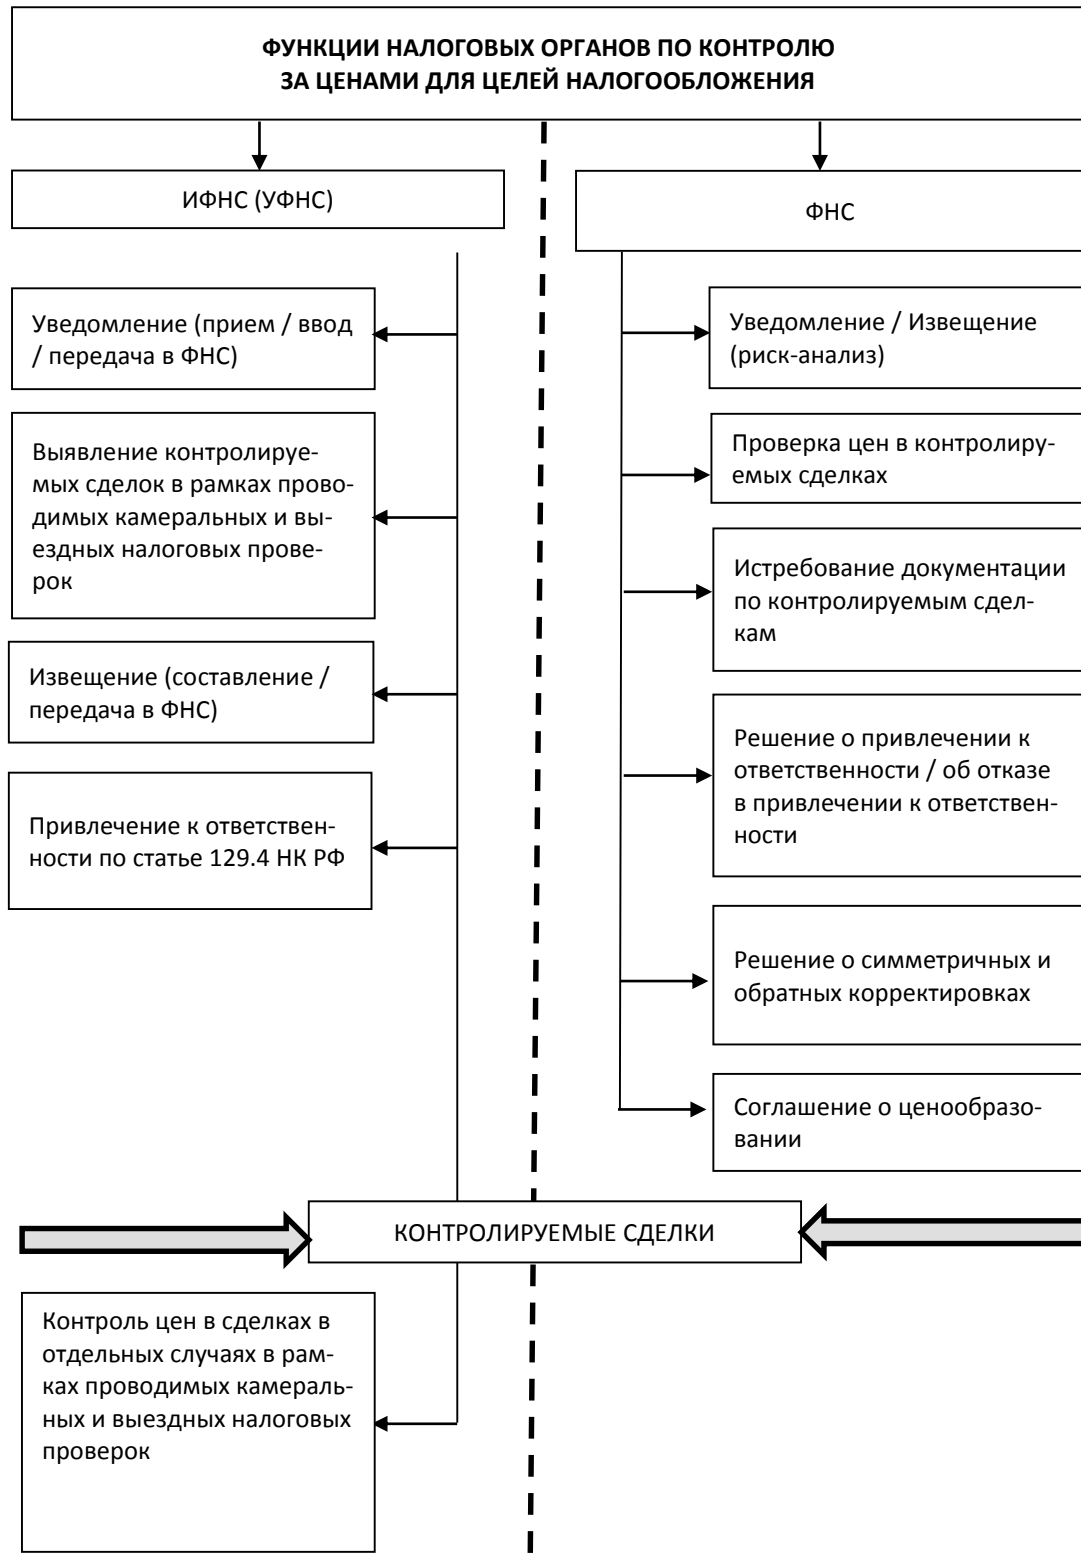 ФУНКЦИИ НАЛОГОВЫХ ОРГАНОВ ПО КОНТРОЛЮ
ЗА ЦЕНАМИ ДЛЯ ЦЕЛЕЙ НАЛОГООБЛОЖЕНИЯ
ИФНС (УФНС)
Уведомление (прием / ввод
/ передача в ФНС)
Выявление контролируе-
мых сделок в рамках прово-
димых камеральных и вы-
ездных налоговых прове-
рок
Извещение (составление /
передача в ФНС)
Привлечение к ответствен-
ности по статье 129.4 НК РФ
ФНС
Уведомление / Извещение
(риск-анализ)
Проверка цен в контролиру-
емых сделках
Истребование документации
по контролируемым сдел-
кам
Решение о привлечении к
ответственности / об отказе
в привлечении к ответствен-
ности
Решение о симметричных и
обратных корректировках
Соглашение о ценообразо-
вании
КОНТРОЛИРУЕМЫЕ СДЕЛКИ
Контроль цен в сделках в
отдельных случаях в рам-
ках проводимых камераль-
ных и выездных налоговых
проверок